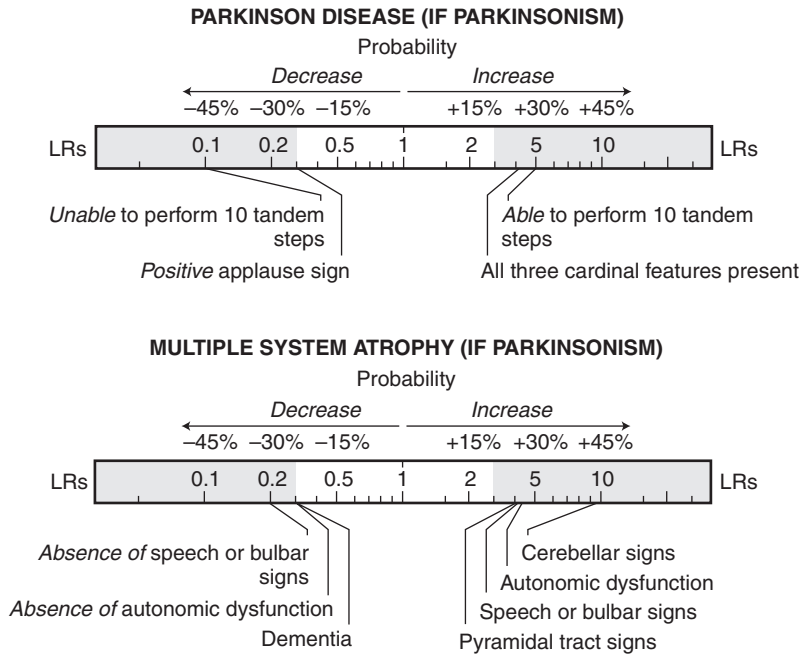 PARKINSON DISEASE (IF PARKINSONISM)
Probability
Decrease Increase
–45% –30% –15% +15% +30% +45%
LRs 0.1 0.2 0.5 1 2 5 10 LRs
Unable to perform 10 tandem
steps
Positive applause sign
Able to perform 10 tandem
steps
All three cardinal features present
MULTIPLE SYSTEM ATROPHY (IF PARKINSONISM)
Probability
Decrease Increase
–45% –30% –15% +15% +30% +45%
LRs 0.1 0.2 0.5 1 2 5 10 LRs
Absence of speech or bulbar
signs
Absence of autonomic dysfunction
Dementia
Cerebellar signs
Autonomic dysfunction
Speech or bulbar signs
Pyramidal tract signs